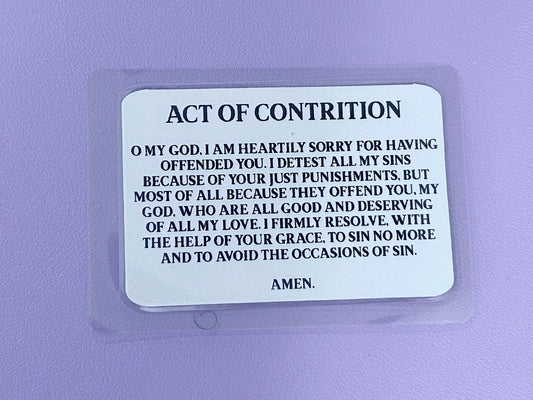 ACT OF CONTRITION
O MY GOD, I AM HEARTILY SORRY FOR HAVING
OFFENDED YOU. I DETEST ALL MY SINS
BECAUSE OF YOUR JUST PUNISHMENTS, BUT
MOST OF ALL BECAUSE THEY OFFEND YOU, MY
GOD, WHO ARE ALL GOOD AND DESERVING
OF ALL MY LOVE. I FIRMLY RESOLVE, WITH
THE HELP OF YOUR GRACE, TO SIN NO MORE
AND TO AVOID THE OCCASIONS OF SIN.
AMEN.